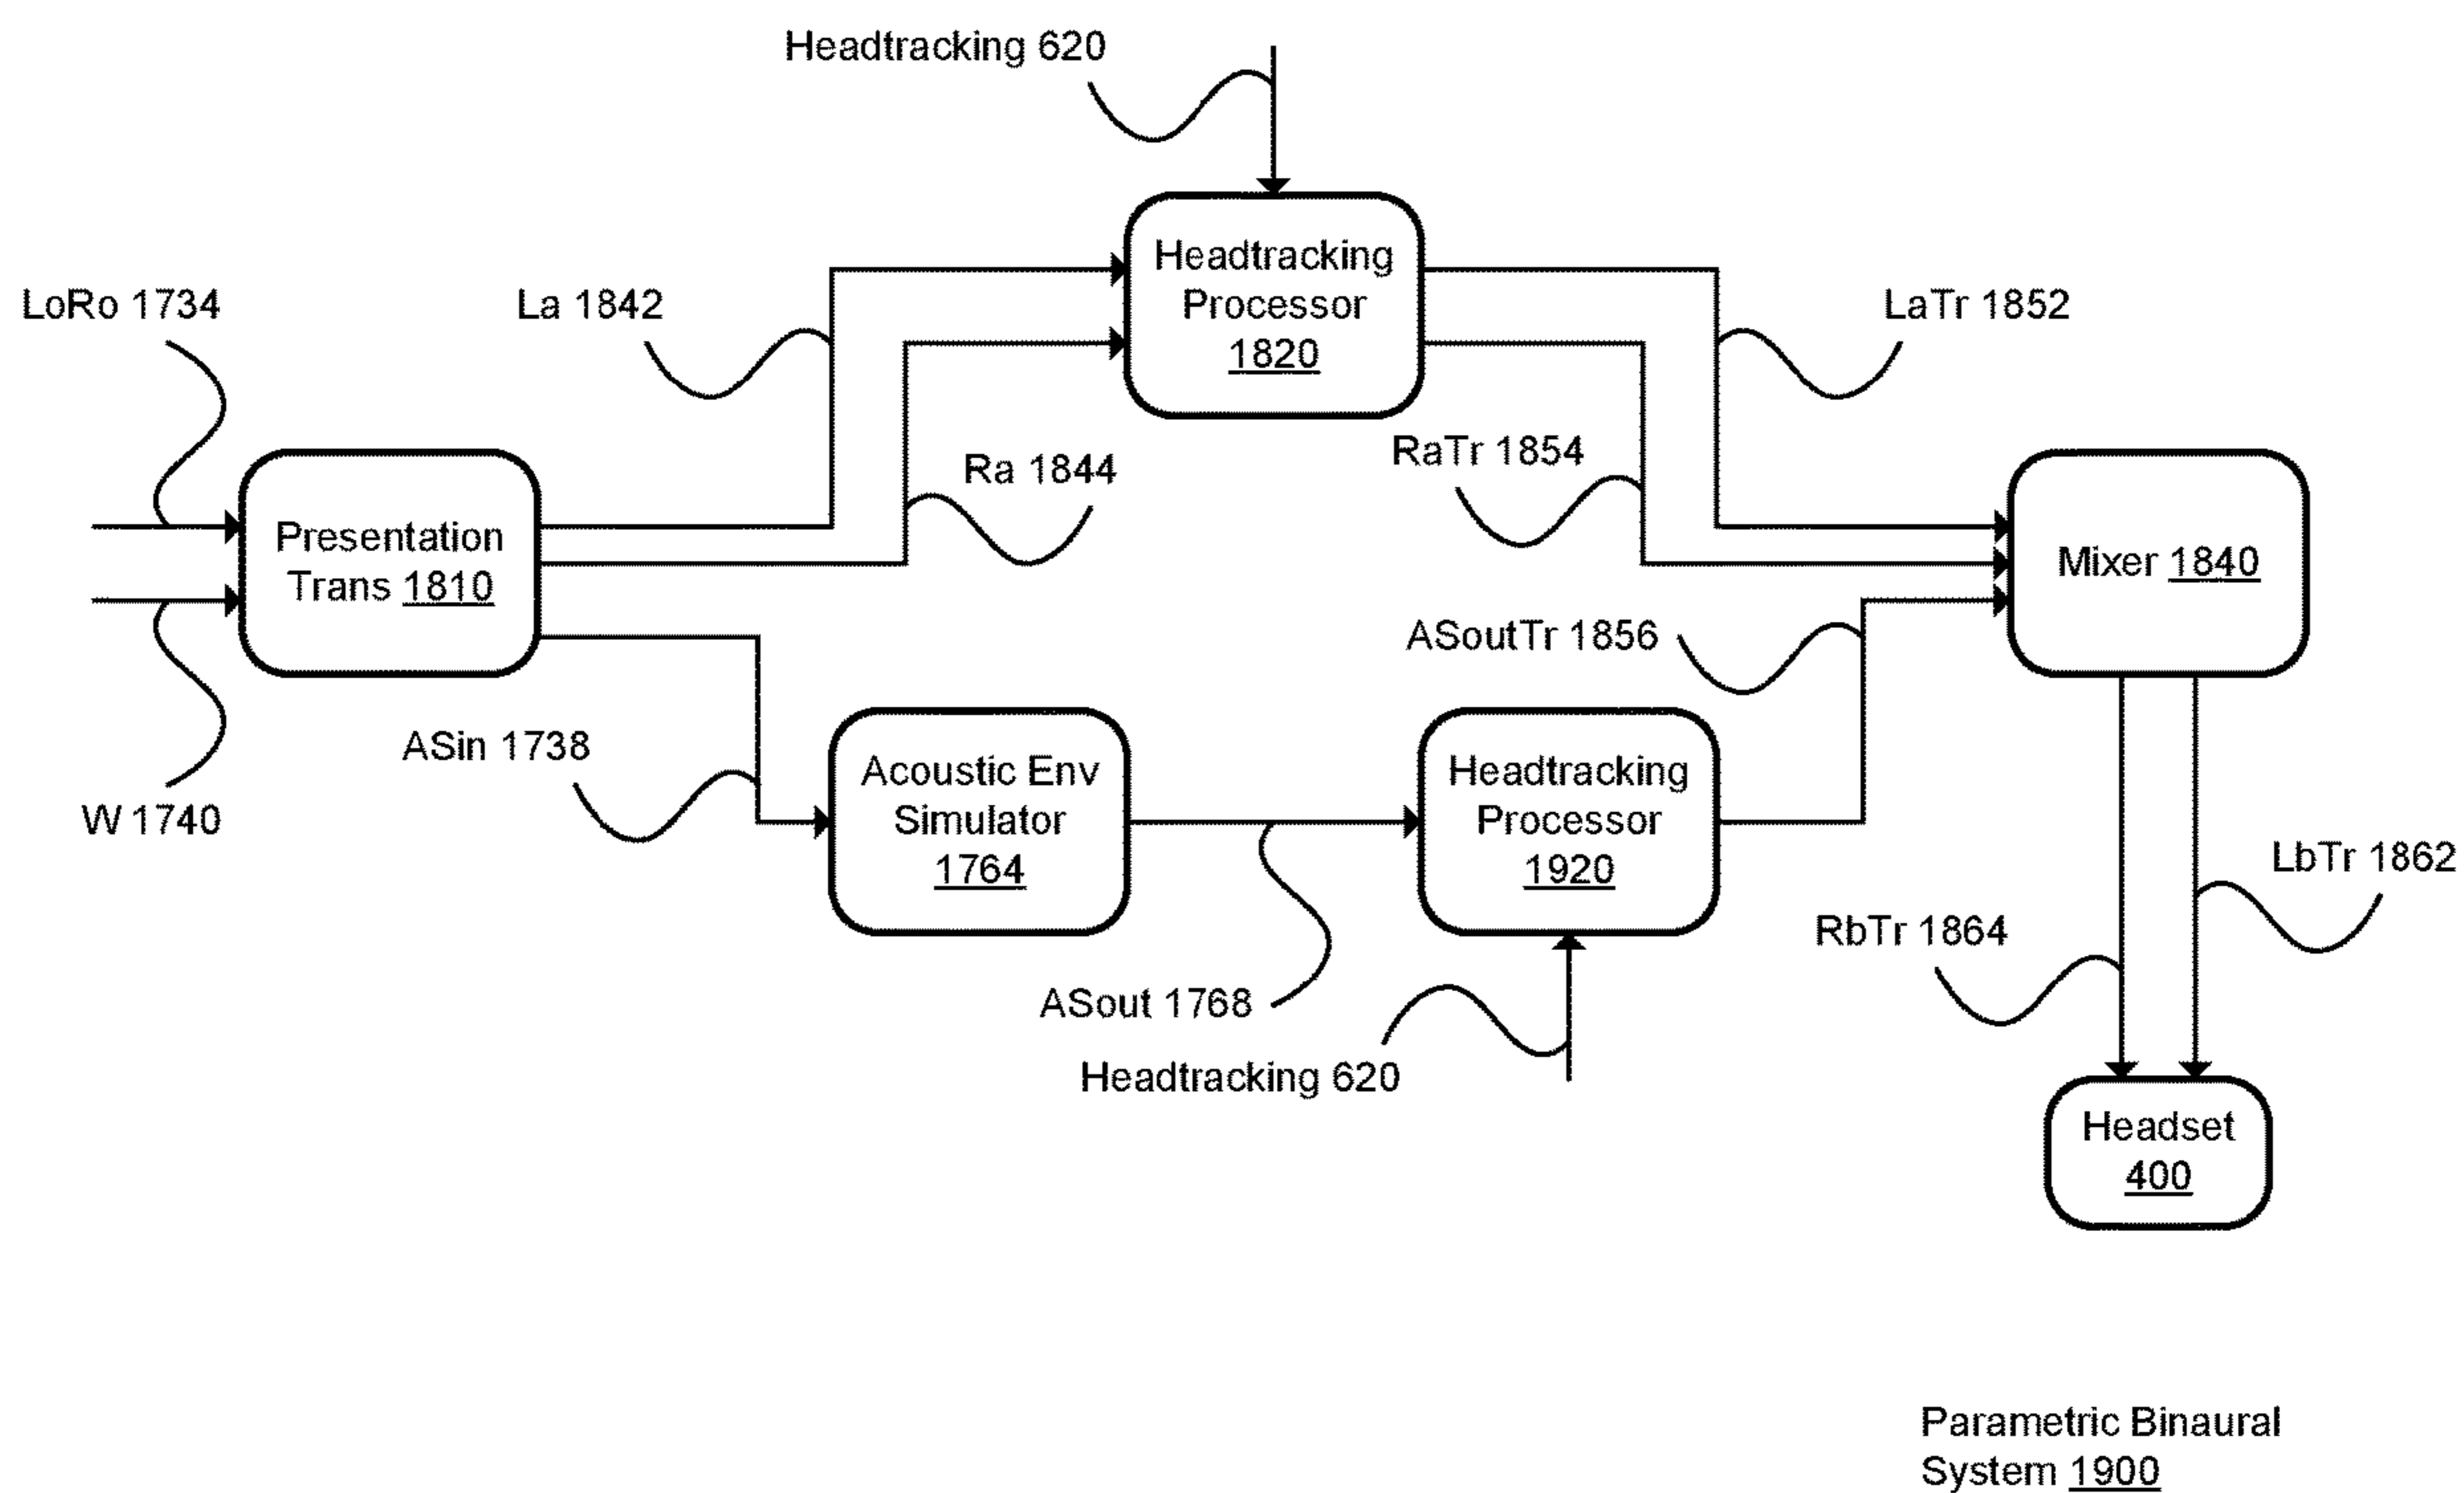 Headtracking 620
Headtracking
Processor
1820
LoRo 1734
La 1842
LaTr 1852
Ra 1844
RaTr 1854
Presentation
Trans 1810
Mixer 1840
ASoutTr 1856
ASin 1738
W 1740
Acoustic Env
Simulator
1764
Headtracking
Processor
1920
LbTr 1862
RbTr 1864
ASout 1768
Headtracking 620
Headset
400
Parametric Binaural
System 1900